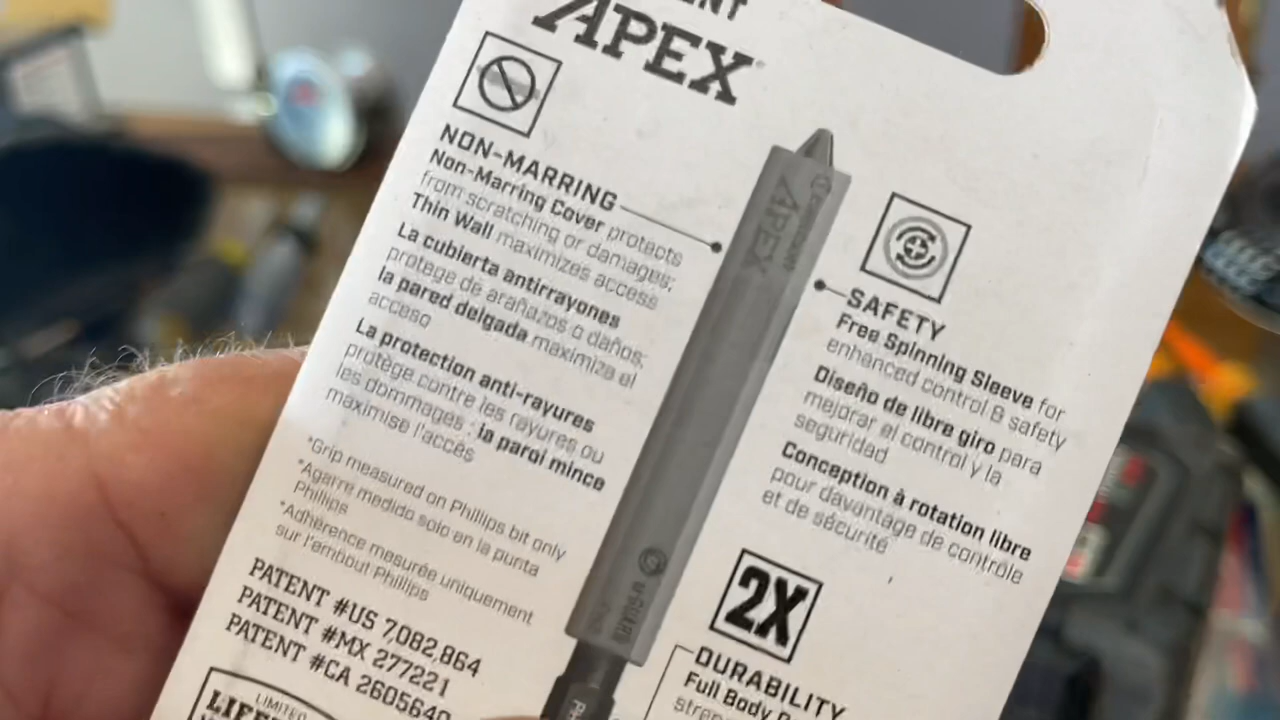 APEX
NON-MARRING
Non-Marring Cover protects
from scratching or damages;
Thin Wall maximizes access
La cubierta antirrayones
protege de arañazos o daños;
la pared delgada maximiza el
acceso
La protection anti-rayures
protège contre les rayures ou
les dommages ; la paroi mince
maximise l'accès
*Grip measured on Phillips bit only
*Agarre medido solo en la punta
Phillips
*Adhérence mesurée uniquement
sur l'embout Phillips
PATENT #US 7,082,864
PATENT #MX 277221
PATENT #CA 2605640
LIMITED
APEX
u-GUARD
SAFETY
Free Spinning Sleeve for
enhanced control & safety
Diseño de libre giro para
mejorar el control y la
seguridad
Conception à rotation libre
pour davantage de contrôle
et de sécurité
2X
DURABILITY
Full Body